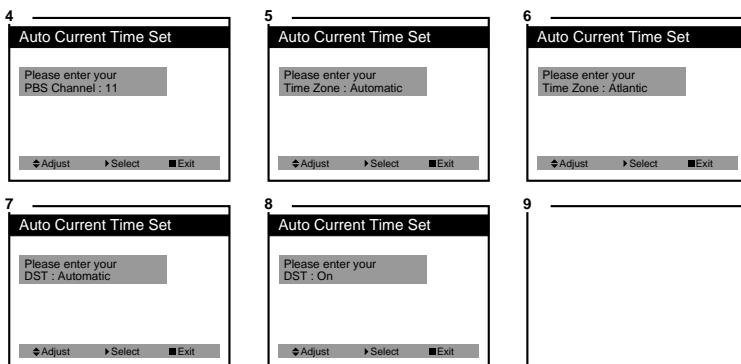 4
Auto Current Time Set
Please enter your
PBS Channel : 11
Adjust Select Exit
5
Auto Current Time Set
Please enter your
Time Zone : Automatic
Adjust Select Exit
6
Auto Current Time Set
Please enter your
Time Zone : Atlantic
Adjust Select Exit
7
Auto Current Time Set
Please enter your
DST : Automatic
Adjust Select Exit
8
Auto Current Time Set
Please enter your
DST : On
Adjust Select Exit
9